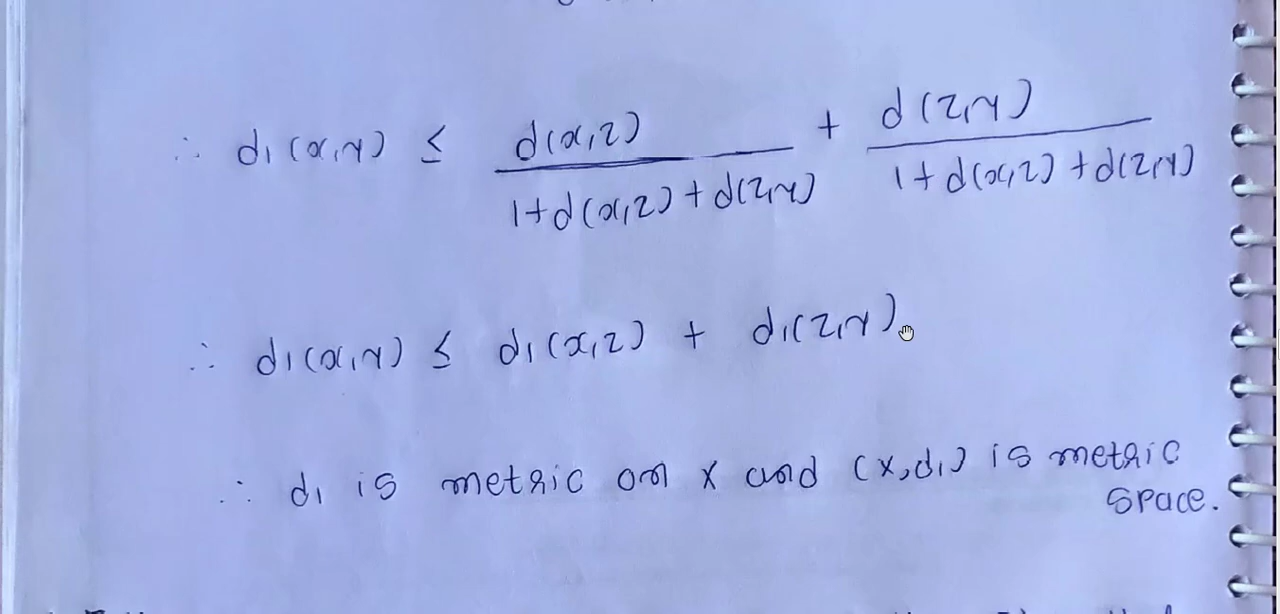 ∴ d₁(x,y) ≤ d(x,z) / 1+d(x,z)+d(z,y) + d(z,y) / 1+d(x,z)+d(z,y)
∴ d₁(x,y) ≤ d₁(x,z) + d₁(z,y)
∴ d₁ is metric on X and (X,d₁) is metric
space.